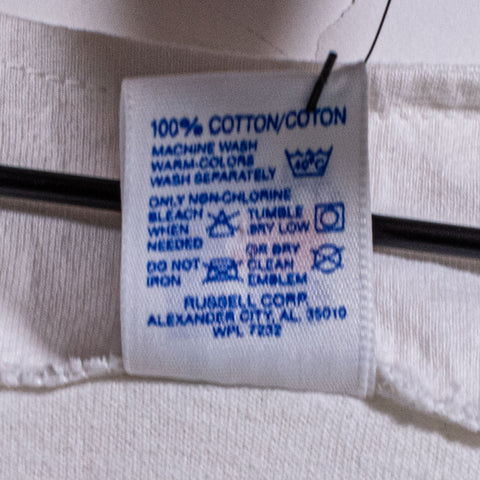 100% COTTON/COTON
MACHINE WASH
WARM-COLORS
WASH SEPARATELY
40°C
ONLY NON-CHLORINE
BLEACH TUMBLE
WHEN DRY LOW
NEEDED OR DRY
DO NOT CLEAN
IRON EMBLEM
RUSSELL CORP.
ALEXANDER CITY, AL. 35010
WPL 7232